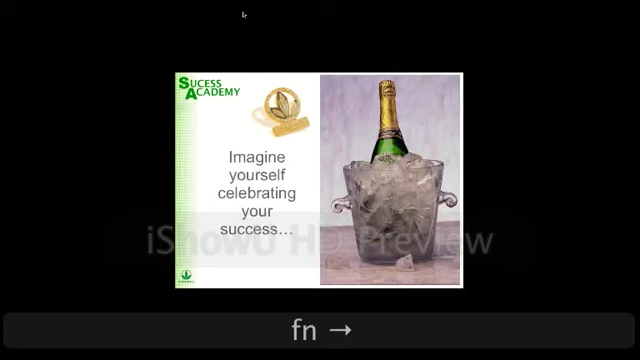 SUCESS
ACADEMY
Imagine
yourself
celebrating
your
success...
iShowU HD Preview
fn →